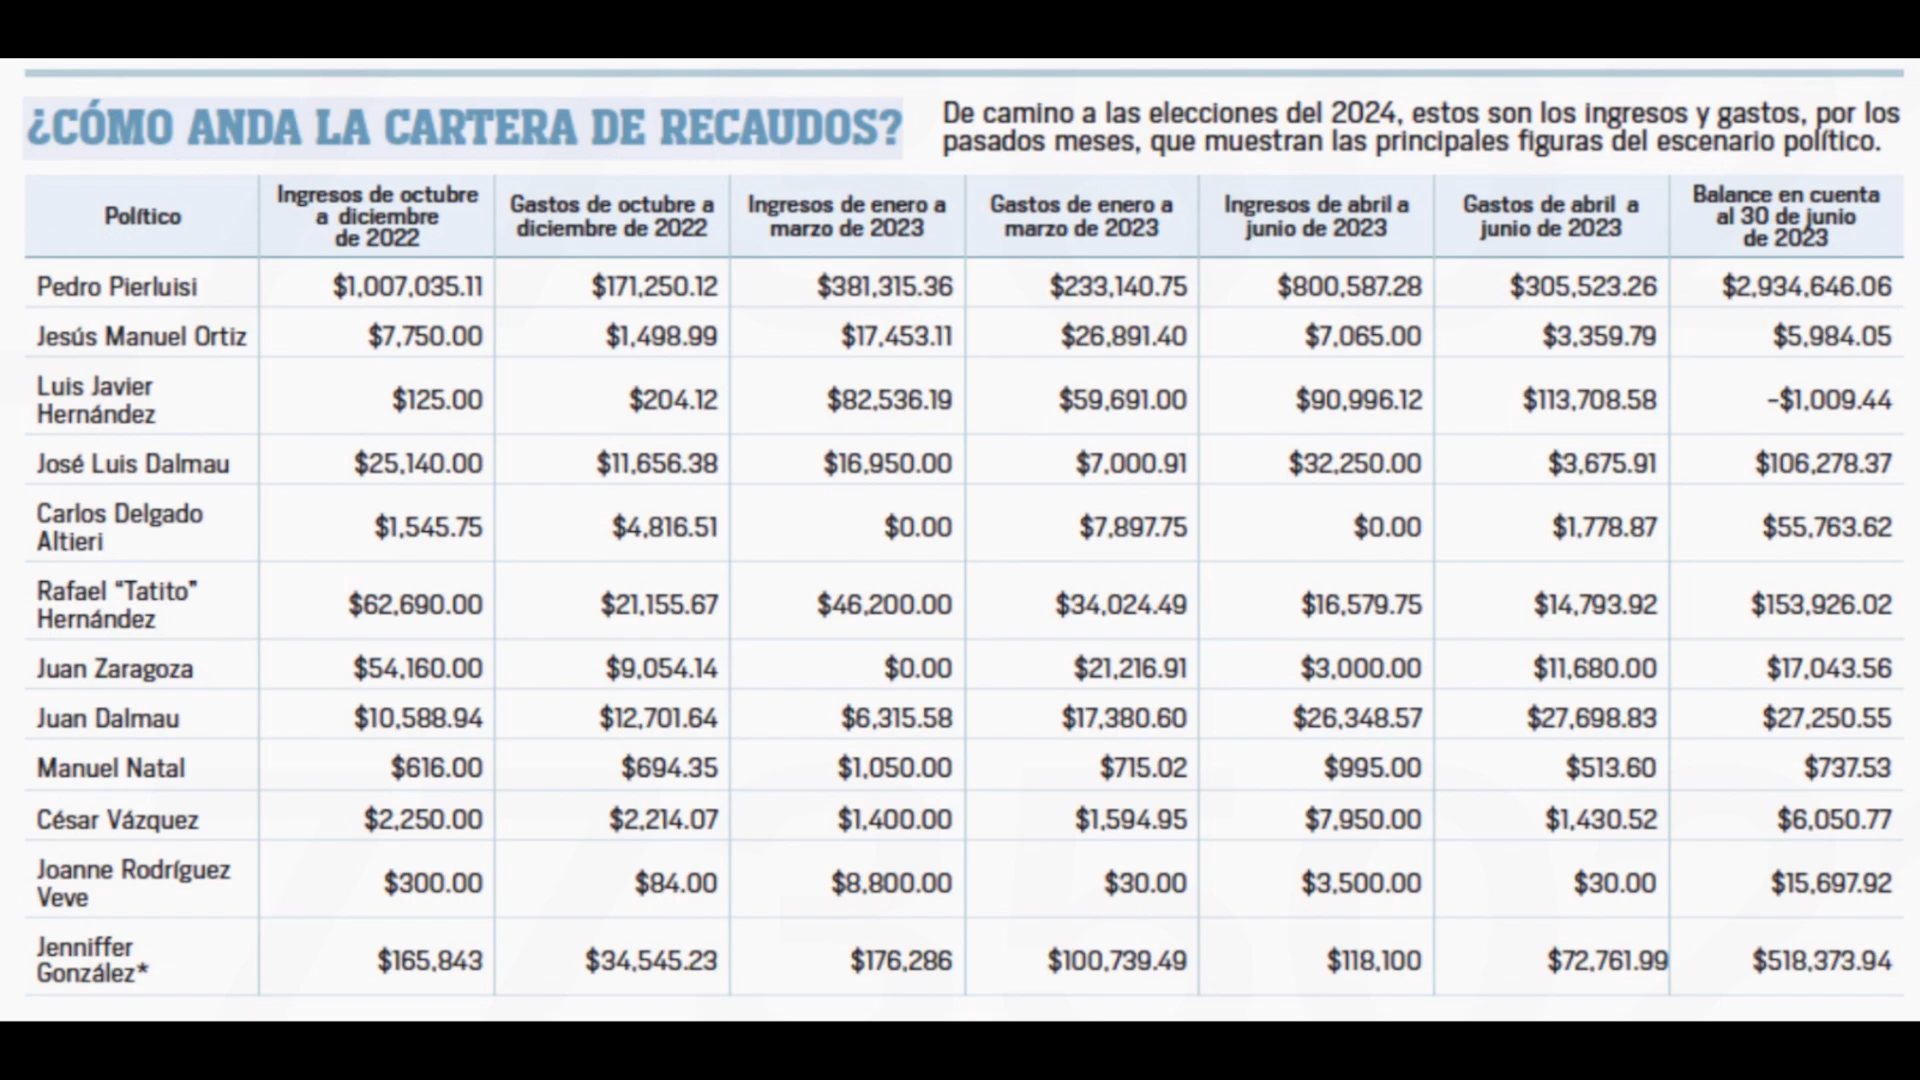 ¿CÓMO ANDA LA CARTERA DE RECAUDOS?
De camino a las elecciones del 2024, estos son los ingresos y gastos, por los
pasados meses, que muestran las principales figuras del escenario político.
Político
Ingresos de octubre
a diciembre
de 2022
Gastos de octubre a
diciembre de 2022
Ingresos de enero a
marzo de 2023
Gastos de enero a
marzo de 2023
Ingresos de abril a
junio de 2023
Gastos de abril a
junio de 2023
Balance en cuenta
al 30 de junio
de 2023
Pedro Pierluisi $1,007,035.11 $171,250.12 $381,315.36 $233,140.75 $800,587.28 $305,523.26 $2,934,646.06
Jesús Manuel Ortiz $7,750.00 $1,498.99 $17,453.11 $26,891.40 $7,065.00 $3,359.79 $5,984.05
Luis Javier
Hernández $125.00 $204.12 $82,536.19 $59,691.00 $90,996.12 $113,708.58 -$1,009.44
José Luis Dalmau $25,140.00 $11,656.38 $16,950.00 $7,000.91 $32,250.00 $3,675.91 $106,278.37
Carlos Delgado
Altieri $1,545.75 $4,816.51 $0.00 $7,897.75 $0.00 $1,778.87 $55,763.62
Rafael “Tatito”
Hernández $62,690.00 $21,155.67 $46,200.00 $34,024.49 $16,579.75 $14,793.92 $153,926.02
Juan Zaragoza $54,160.00 $9,054.14 $0.00 $21,216.91 $3,000.00 $11,680.00 $17,043.56
Juan Dalmau $10,588.94 $12,701.64 $6,315.58 $17,380.60 $26,348.57 $27,698.83 $27,250.55
Manuel Natal $616.00 $694.35 $1,050.00 $715.02 $995.00 $513.60 $737.53
César Vázquez $2,250.00 $2,214.07 $1,400.00 $1,594.95 $7,950.00 $1,430.52 $6,050.77
Joanne Rodríguez
Veve $300.00 $84.00 $8,800.00 $30.00 $3,500.00 $30.00 $15,697.92
Jenniffer
González* $165,843 $34,545.23 $176,286 $100,739.49 $118,100 $72,761.99 $518,373.94